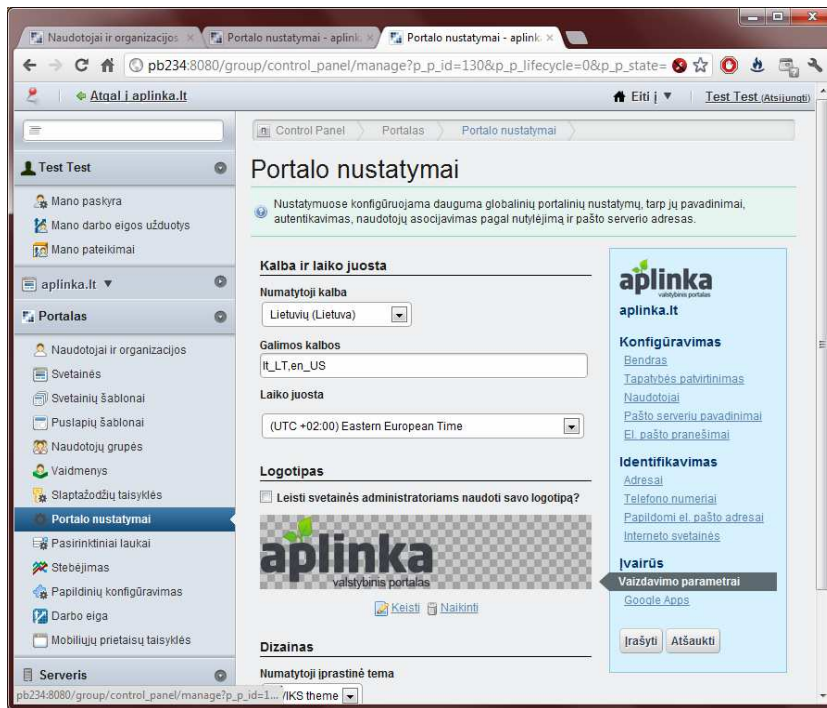 Naudotojai ir organizacijos
Portalo nustatymai - aplink
Portalo nustatymai - aplink
pb234:8080/group/control_panel/manage?p_p_id=130&p_p_lifecycle=0&p_p_state=
Atgal į aplinka.lt
Eiti į ▼
Test Test (Atsijungti)
Control Panel
Portalas
Portalo nustatymai
Test Test
Mano paskyra
Mano darbo eigos užduotys
Mano pateikimai
aplinka.lt ▼
Portalas
Naudotojai ir organizacijos
Svetainės
Svetainių šablonai
Puslapių šablonai
Naudotojų grupės
Vaidmenys
Slaptažodžių taisyklės
Portalo nustatymai
Pasirinktiniai laukai
Stebėjimas
Papildinių konfigūravimas
Darbo eiga
Mobiliųjų prietaisų taisyklės
Serveris
pb234:8080/group/control_panel/manage?p_p_id=1...
Portalo nustatymai
Nustatymuose konfigūruojama dauguma globalinių portalinių nustatymų, tarp jų pavadinimai,
autentikavimas, naudotojų asocijavimas pagal nutylėjimą ir pašto serverio adresas.
Kalba ir laiko juosta
Numatytoji kalba
Lietuvių (Lietuva)
Galimos kalbos
lt_LT,en_US
Laiko juosta
(UTC +02:00) Eastern European Time
Logotipas
Leisti svetainės administratoriams naudoti savo logotipą?
aplinka
valstybinis portalas
Keisti
Naikinti
Dizainas
Numatytoji įprastinė tema
/IKS theme
aplinka
valstybinis portalas
aplinka.lt
Konfigūravimas
Bendras
Tapatybės patvirtinimas
Naudotojai
Pašto serverių pavadinimai
El. pašto pranešimai
Identifikavimas
Adresai
Telefono numeriai
Papildomi el. pašto adresai
Interneto svetainės
Įvairūs
Vaizdavimo parametrai
Google Apps
Įrašyti
Atšaukti